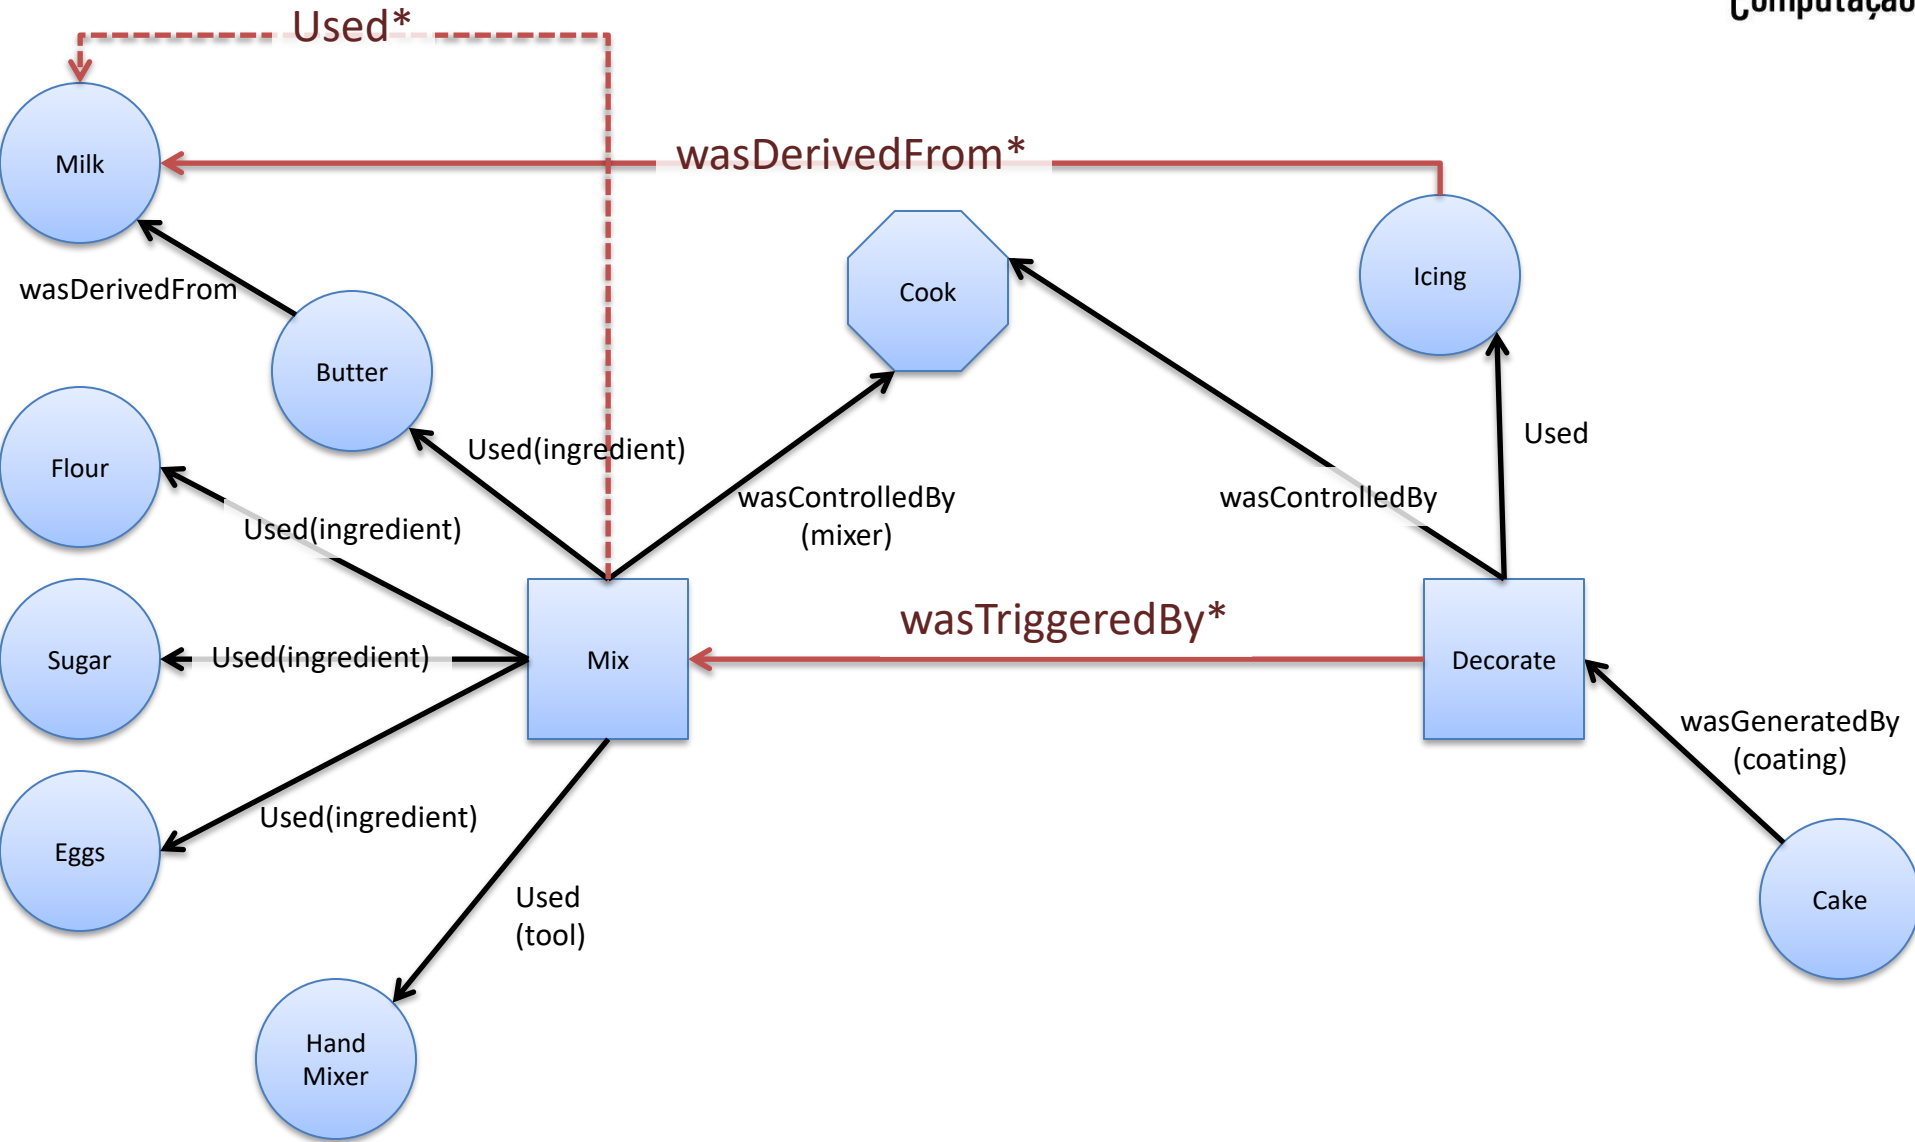 Computação
Used*
wasDerivedFrom*
Milk
Cook
Icing
wasDerivedFrom
Butter
Used
Flour
Used(ingredient)
wasControlledBy
(mixer)
wasControlledBy
Used(ingredient)
wasTriggeredBy*
Sugar
Used(ingredient)
Mix
Decorate
wasGeneratedBy
(coating)
Used(ingredient)
Eggs
Used
(tool)
Cake
Hand
Mixer